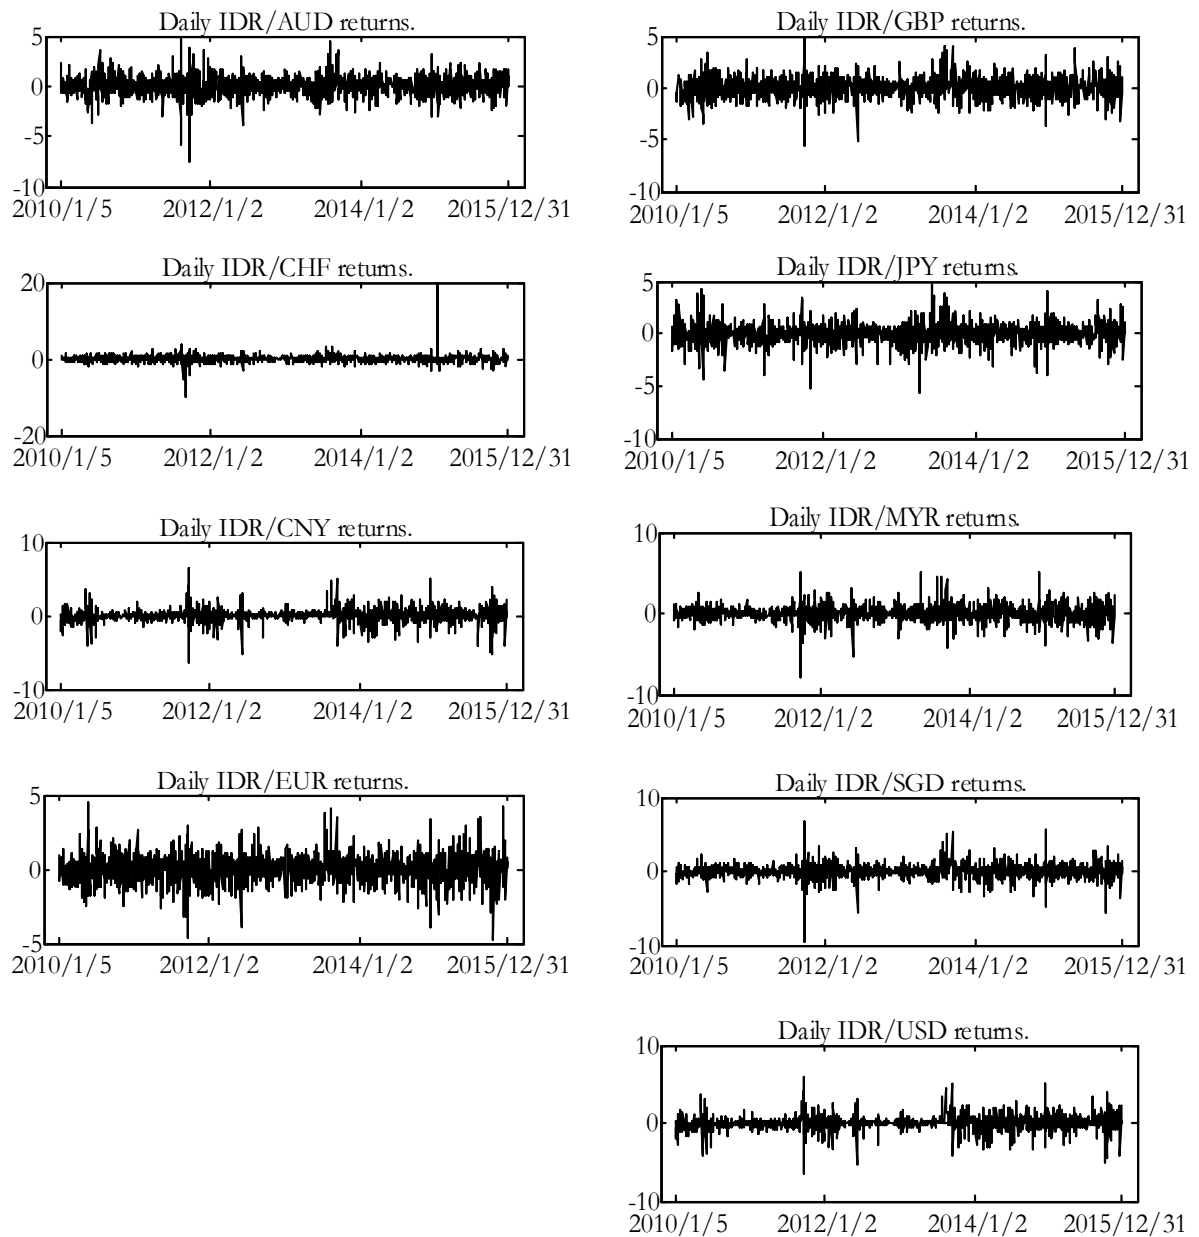 Daily IDR/AUD returns.
5
0
-5
-10
2010/1/5 2012/1/2 2014/1/2 2015/12/31
Daily IDR/GBP returns.
5
0
-5
-10
2010/1/5 2012/1/2 2014/1/2 2015/12/31
Daily IDR/CHF returns.
20
0
-20
2010/1/5 2012/1/2 2014/1/2 2015/12/31
Daily IDR/JPY returns.
5
0
-5
-10
2010/1/5 2012/1/2 2014/1/2 2015/12/31
Daily IDR/CNY returns.
10
0
-10
2010/1/5 2012/1/2 2014/1/2 2015/12/31
Daily IDR/MYR returns.
10
0
-10
2010/1/5 2012/1/2 2014/1/2 2015/12/31
Daily IDR/EUR returns.
5
0
-5
2010/1/5 2012/1/2 2014/1/2 2015/12/31
Daily IDR/SGD returns.
10
0
-10
2010/1/5 2012/1/2 2014/1/2 2015/12/31
Daily IDR/USD returns.
10
0
-10
2010/1/5 2012/1/2 2014/1/2 2015/12/31